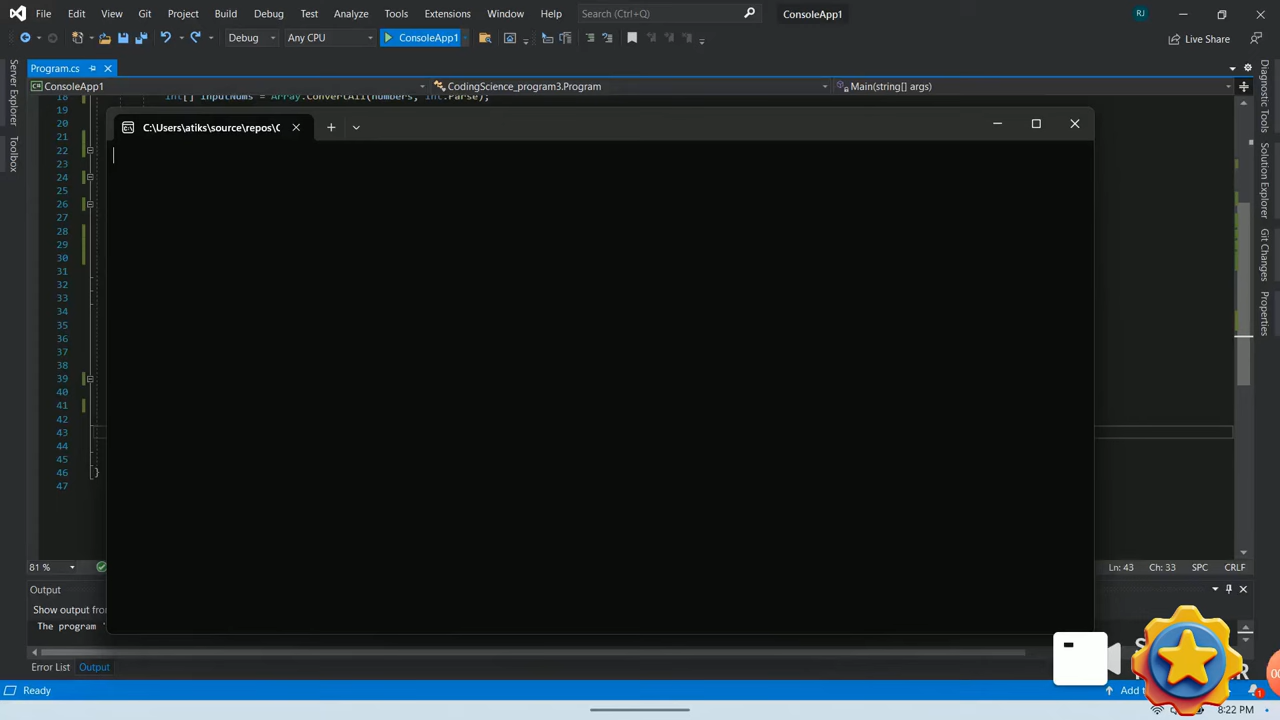 File Edit View Git Project Build Debug Test Analyze Tools Extensions Window Help Search (Ctrl+Q) ConsoleApp1 RJ
Debug Any CPU ConsoleApp1 Live Share
Program.cs
ConsoleApp1 CodingScience_program3.Program Main(string[] args)
18 int[] inputNums = Array.ConvertAll(numbers, int.Parse);
19
20
21
22
23
24
25
26
27
28
29
30
31
32
33
34
35
36
37
38
39
40
41
42
43
44
45
46 }
47
C:\Users\atiks\source\repos\C
Server Explorer
Toolbox
Diagnostic Tools
Solution Explorer
Git Changes
Properties
81 % Ln: 43 Ch: 33 SPC CRLF
Output
Show output from
The program '
Error List Output
Ready Add t 1
8:22 PM